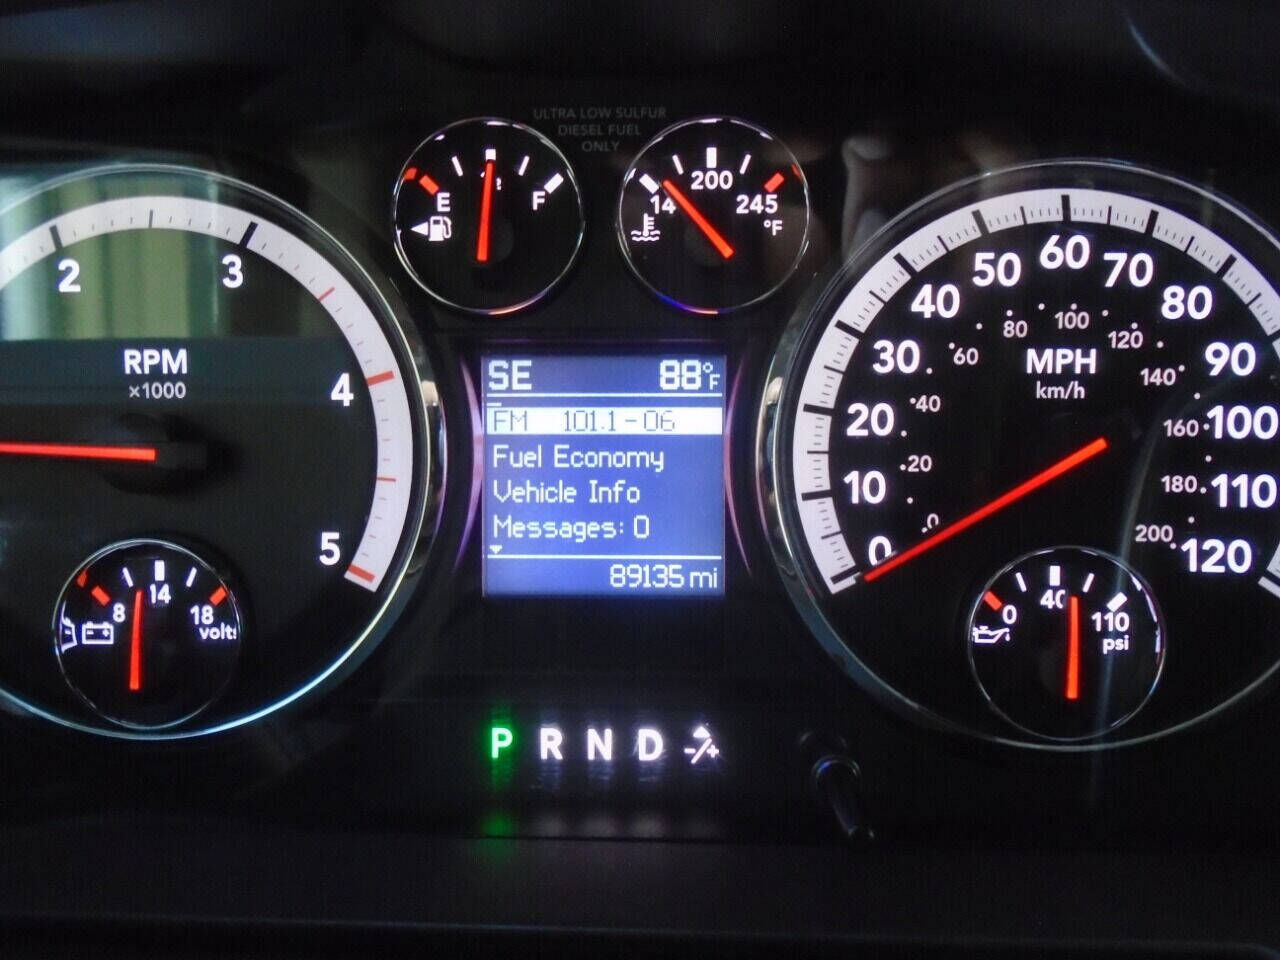 ULTRA LOW SULFUR
DIESEL FUEL
ONLY
E F
14 200 245
°F
2 3 4 5
RPM
x1000
8 14 18
volts
SE 88°F
FM 101.1-06
Fuel Economy
Vehicle Info
Messages: 0
89135 mi
P R N D -/+
0 10 20 30 40 50 60 70 80 90 100 110 120
MPH
km/h
0 20 40 60 80 100 120 140 160 180 200
0 40 110
psi